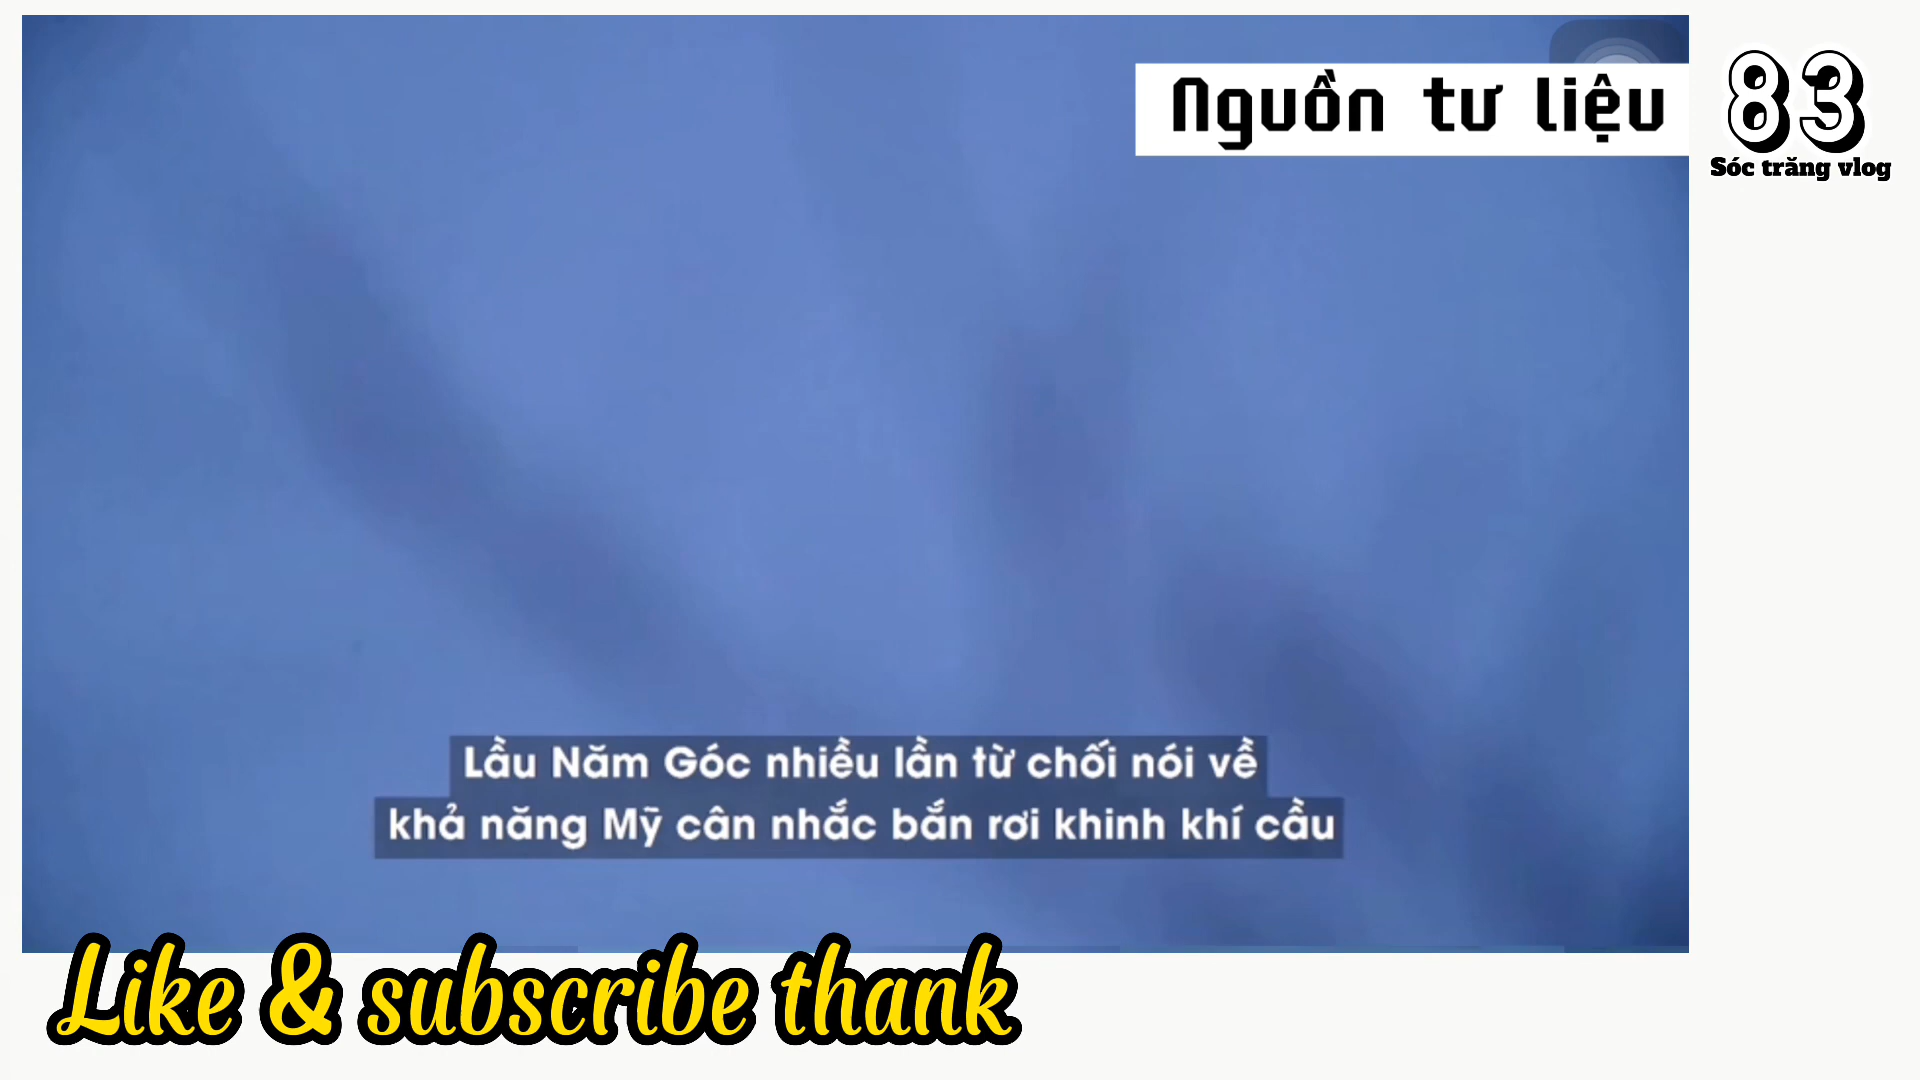 Nguồn tư liệu
83
Sóc trăng vlog
Lầu Năm Góc nhiều lần từ chối nói về
khả năng Mỹ cân nhắc bắn rơi khinh khí cầu
Like & subscribe thank